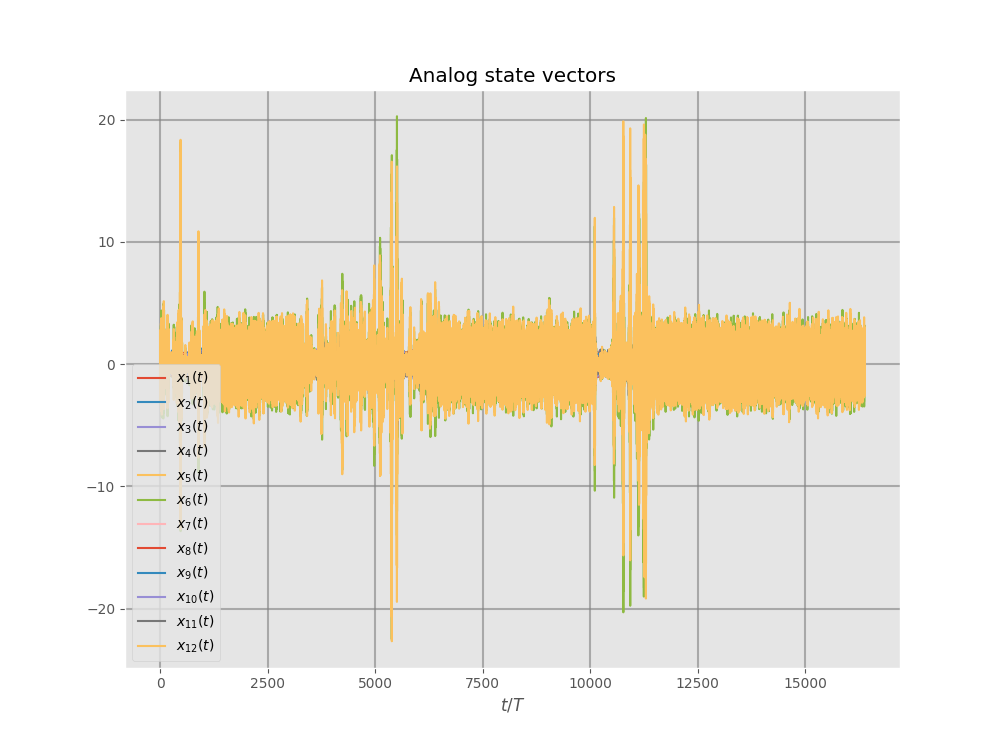 Analog state vectors
20
10
0
−10
−20
x₁(t)
x₂(t)
x₃(t)
x₄(t)
x₅(t)
x₆(t)
x₇(t)
x₈(t)
x₉(t)
x₁₀(t)
x₁₁(t)
x₁₂(t)
0 2500 5000 7500 10000 12500 15000
t/T